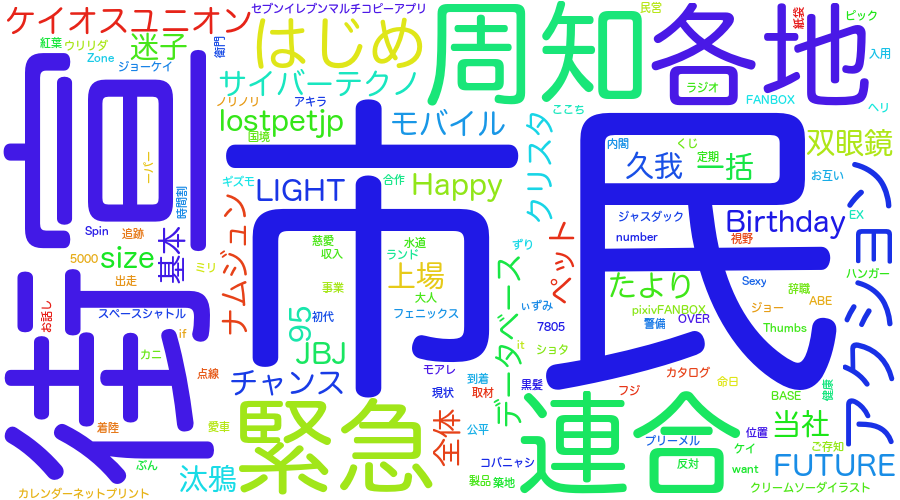 ケイオスユニオン
セブンイレブンマルチコピーアプリ
はじめ
周知
民営
各地
紙袋
ピック
紅葉
ウリリダ
迷子
衛門
Zone
ジョーケイ
サイバーテクノ
入用
ラジオ
FANBOX
ヘリ
ノリノリ
アキラ
lostpetjp
国境
モバイル
ここち
クリスタ
内閣
くじ
定期
双眼鏡
久我
一括
お互い
バー
ギズモ
LIGHT
合作
Happy
時間割
市民
ジャスダック
Birthday
EX
number
視野
アクション
Spin
追跡
基本
ナムジュン
慈愛
収入
水道
ランド
ずり
ペット
5000
size
ミリ
上場
大人
データベース
たより
Sexy
ハンガー
辞職
出走
事業
ABE
ジョー
お話し
スペースシャトル
95
初代
フェニックス
ぃずみ
pixivFANBOX
警備
OVER
7805
Thumbs
if
カニ
JBJ
it
ショタ
モアレ
点線
チャンス
到着
黒髪
フジ
カタログ
命日
現状
取材
BASE
健康
緊急
連合
愛車
着陸
全体
公平
位置
当社
プリーメル
ご存知
ケイ
ぶん
コバニャシ
反対
want
FUTURE
汰鴉
製品
築地
クリームソーダイラスト
カレンダーネットプリント